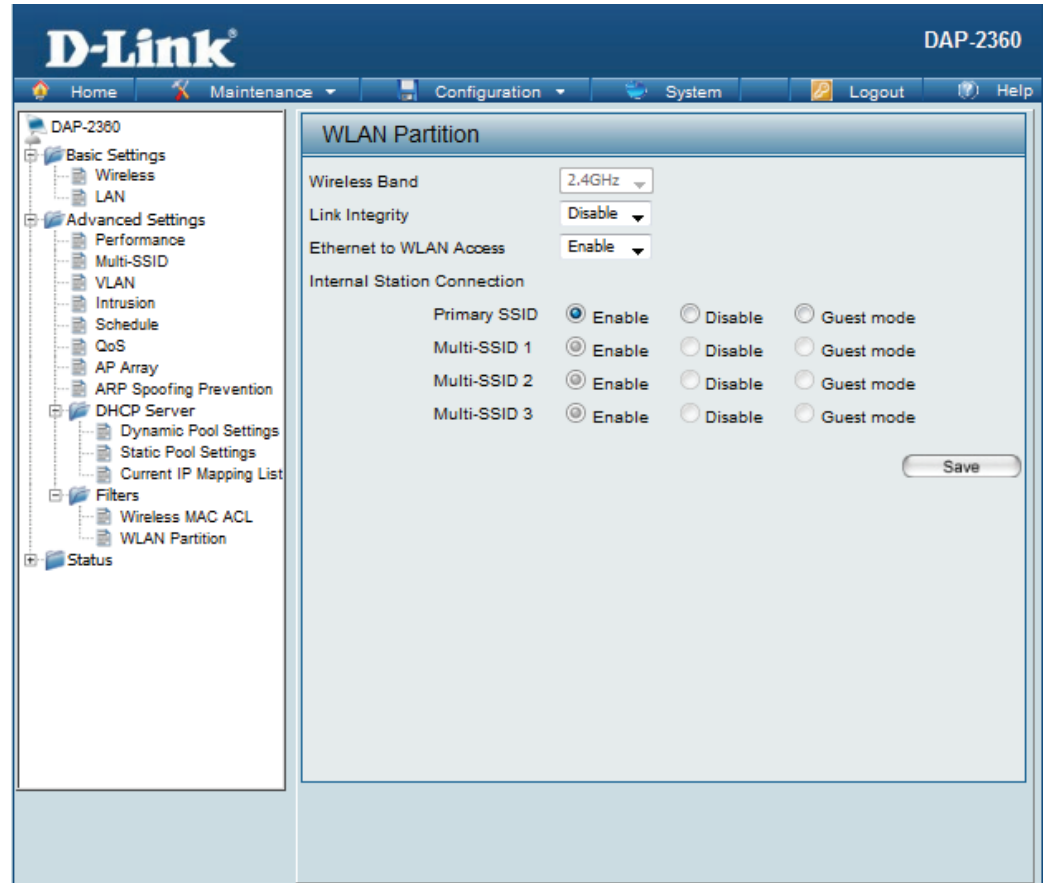 D-Link®
DAP-2360
Home
Maintenance
Configuration
System
Logout
Help
DAP-2360
Basic Settings
Wireless
LAN
Advanced Settings
Performance
Multi-SSID
VLAN
Intrusion
Schedule
QoS
AP Array
ARP Spoofing Prevention
DHCP Server
Dynamic Pool Settings
Static Pool Settings
Current IP Mapping List
Filters
Wireless MAC ACL
WLAN Partition
Status
WLAN Partition
Wireless Band 2.4GHz
Link Integrity Disable
Ethernet to WLAN Access Enable
Internal Station Connection
Primary SSID Enable Disable Guest mode
Multi-SSID 1 Enable Disable Guest mode
Multi-SSID 2 Enable Disable Guest mode
Multi-SSID 3 Enable Disable Guest mode
Save